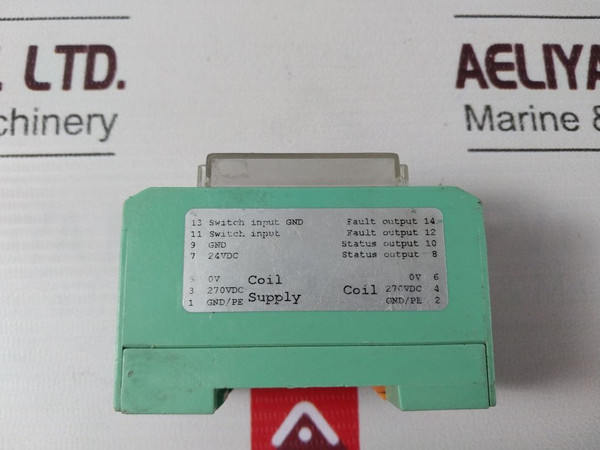 LTD.
AELIYA
chinery
Marine &
13 Switch input GND Fault output 14
11 Switch input Fault output 12
9 GND Status output 10
7 24VDC Status output 8
0V Coil 0V 6
3 270VDC Supply Coil 270VDC 4
1 GND/PE GND/PE 2